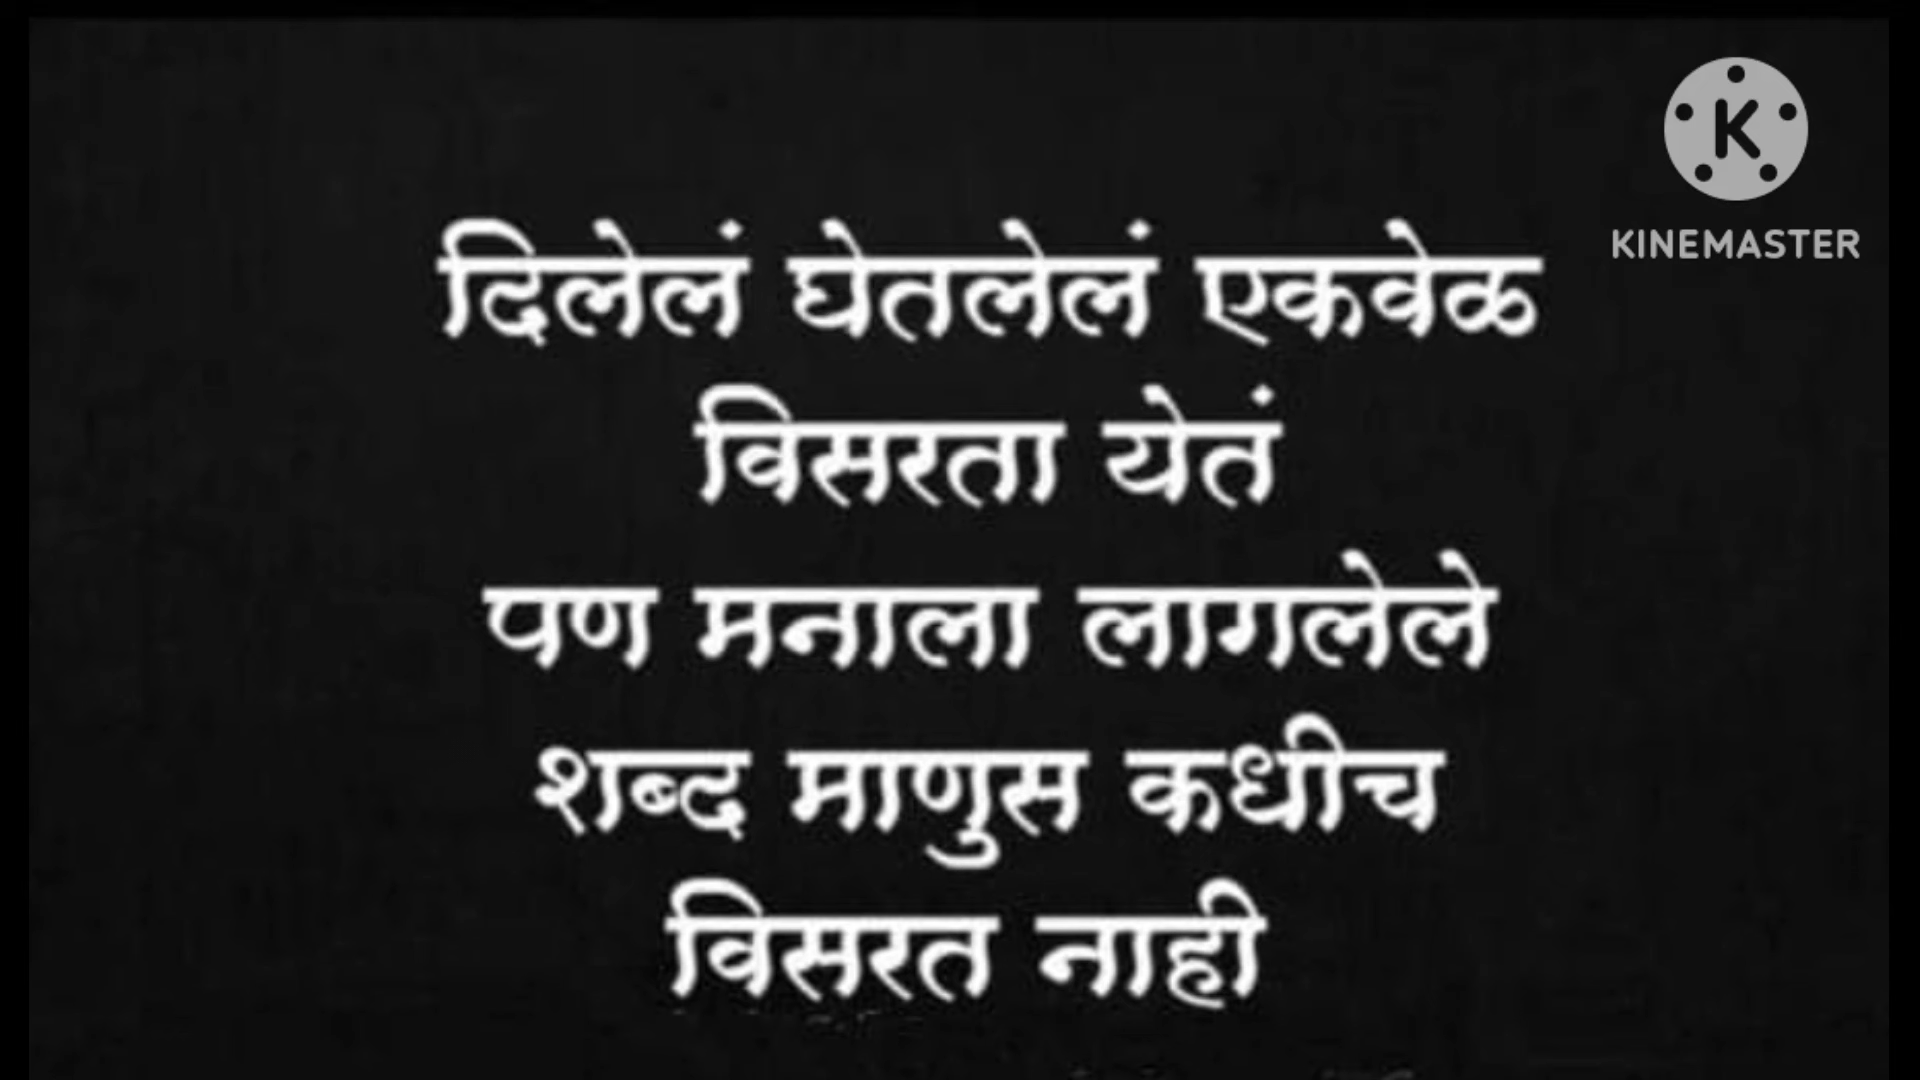 KINEMASTER
दिलेलं घेतलेलं एकवेळ
विसरता येतं
पण मनाला लागलेले
शब्द माणुस कधीच
विसरत नाही